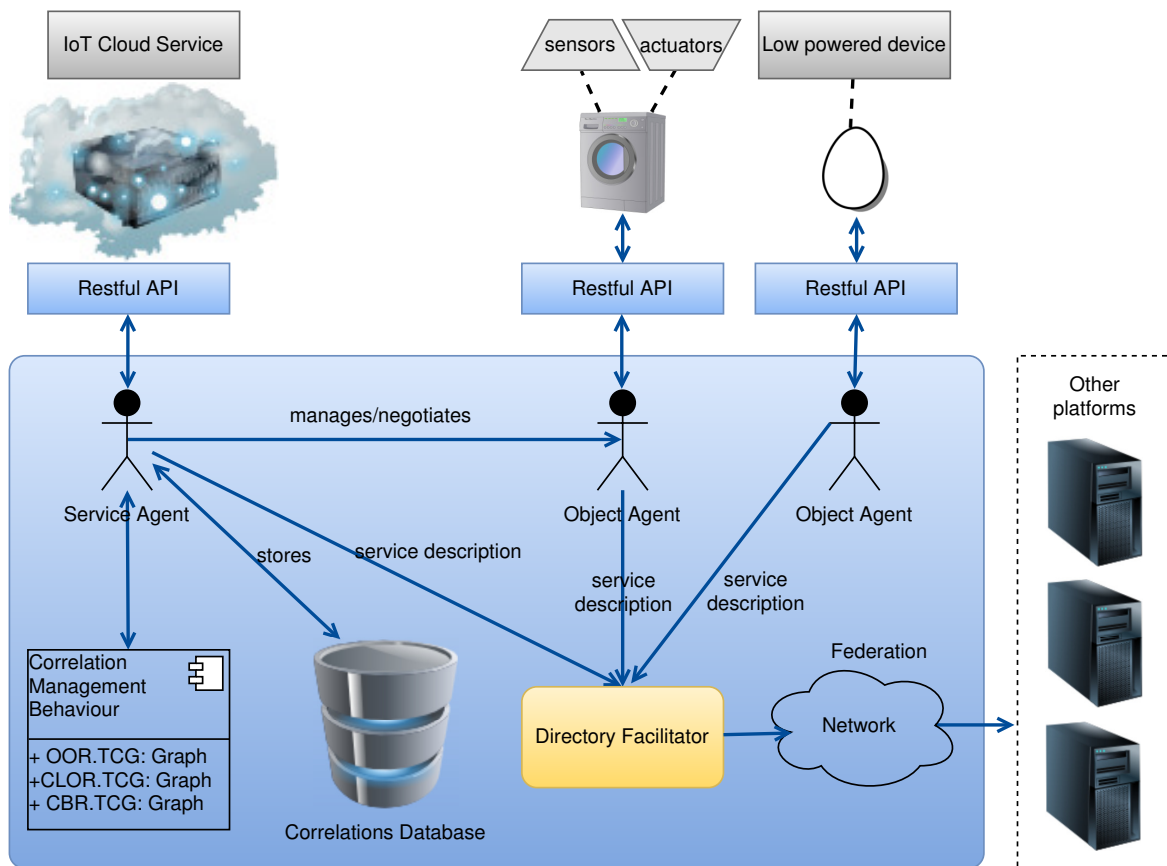 IoT Cloud Service
sensors
actuators
Low powered device
Restful API
Restful API
Restful API
manages/negotiates
Service Agent
Object Agent
Object Agent
stores
service description
service
description
service
description
Correlation
Management
Behaviour
+ OOR.TCG: Graph
+CLOR.TCG: Graph
+ CBR.TCG: Graph
Correlations Database
Directory Facilitator
Federation
Network
Other
platforms